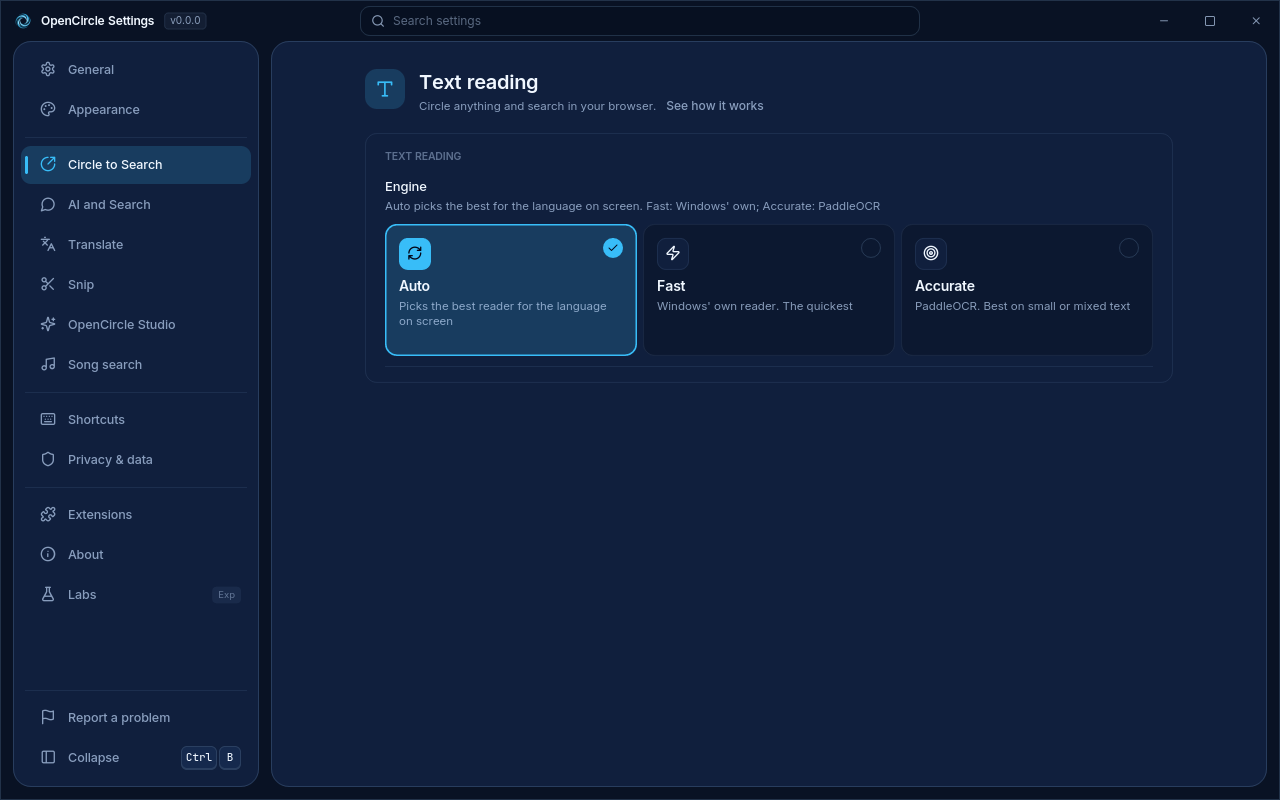 OpenCircle Settings v0.0.0
Search settings
General
Appearance
Circle to Search
AI and Search
Translate
Snip
OpenCircle Studio
Song search
Shortcuts
Privacy & data
Extensions
About
Labs Exp
Report a problem
Collapse Ctrl B
Text reading
Circle anything and search in your browser. See how it works
TEXT READING
Engine
Auto picks the best for the language on screen. Fast: Windows' own; Accurate: PaddleOCR
Auto
Picks the best reader for the language
on screen
Fast
Windows' own reader. The quickest
Accurate
PaddleOCR. Best on small or mixed text